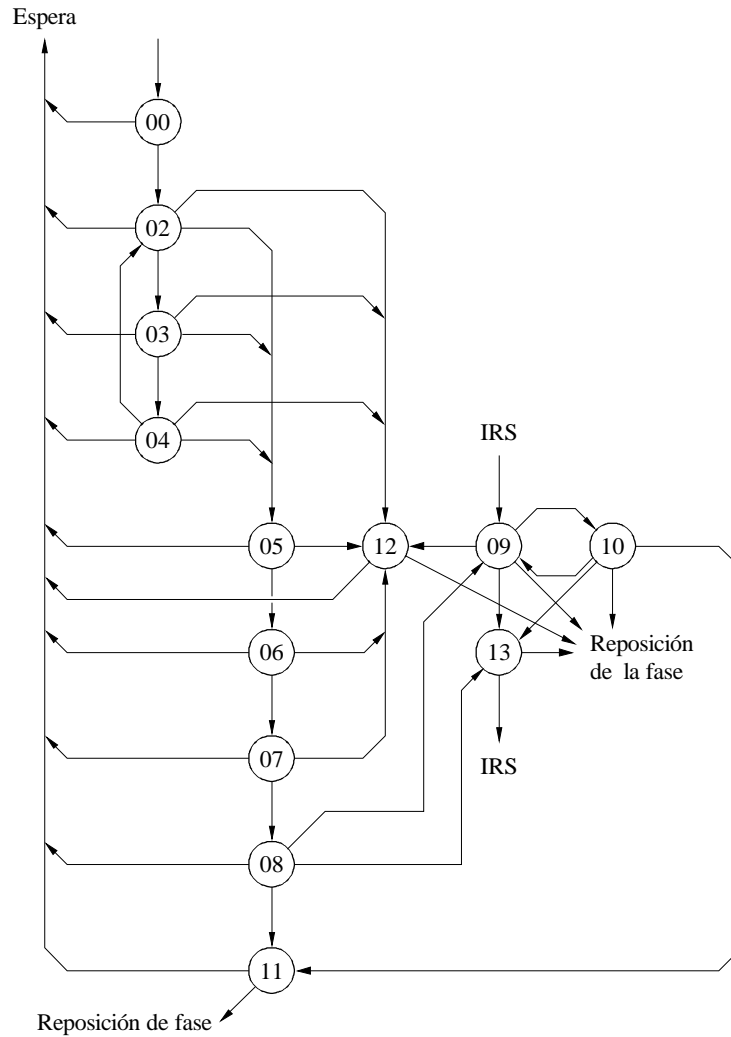 Espera
00
02
03
04
IRS
05
12
09
10
06
13
Reposición
de la fase
07
IRS
08
11
Reposición de fase